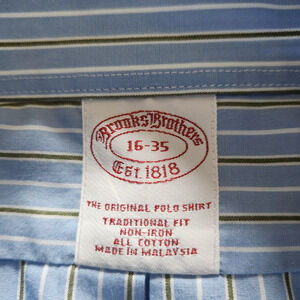 Brooks Brothers
16-35
Est. 1818
THE ORIGINAL POLO SHIRT
TRADITIONAL FIT
NON-IRON
ALL COTTON
MADE IN MALAYSIA